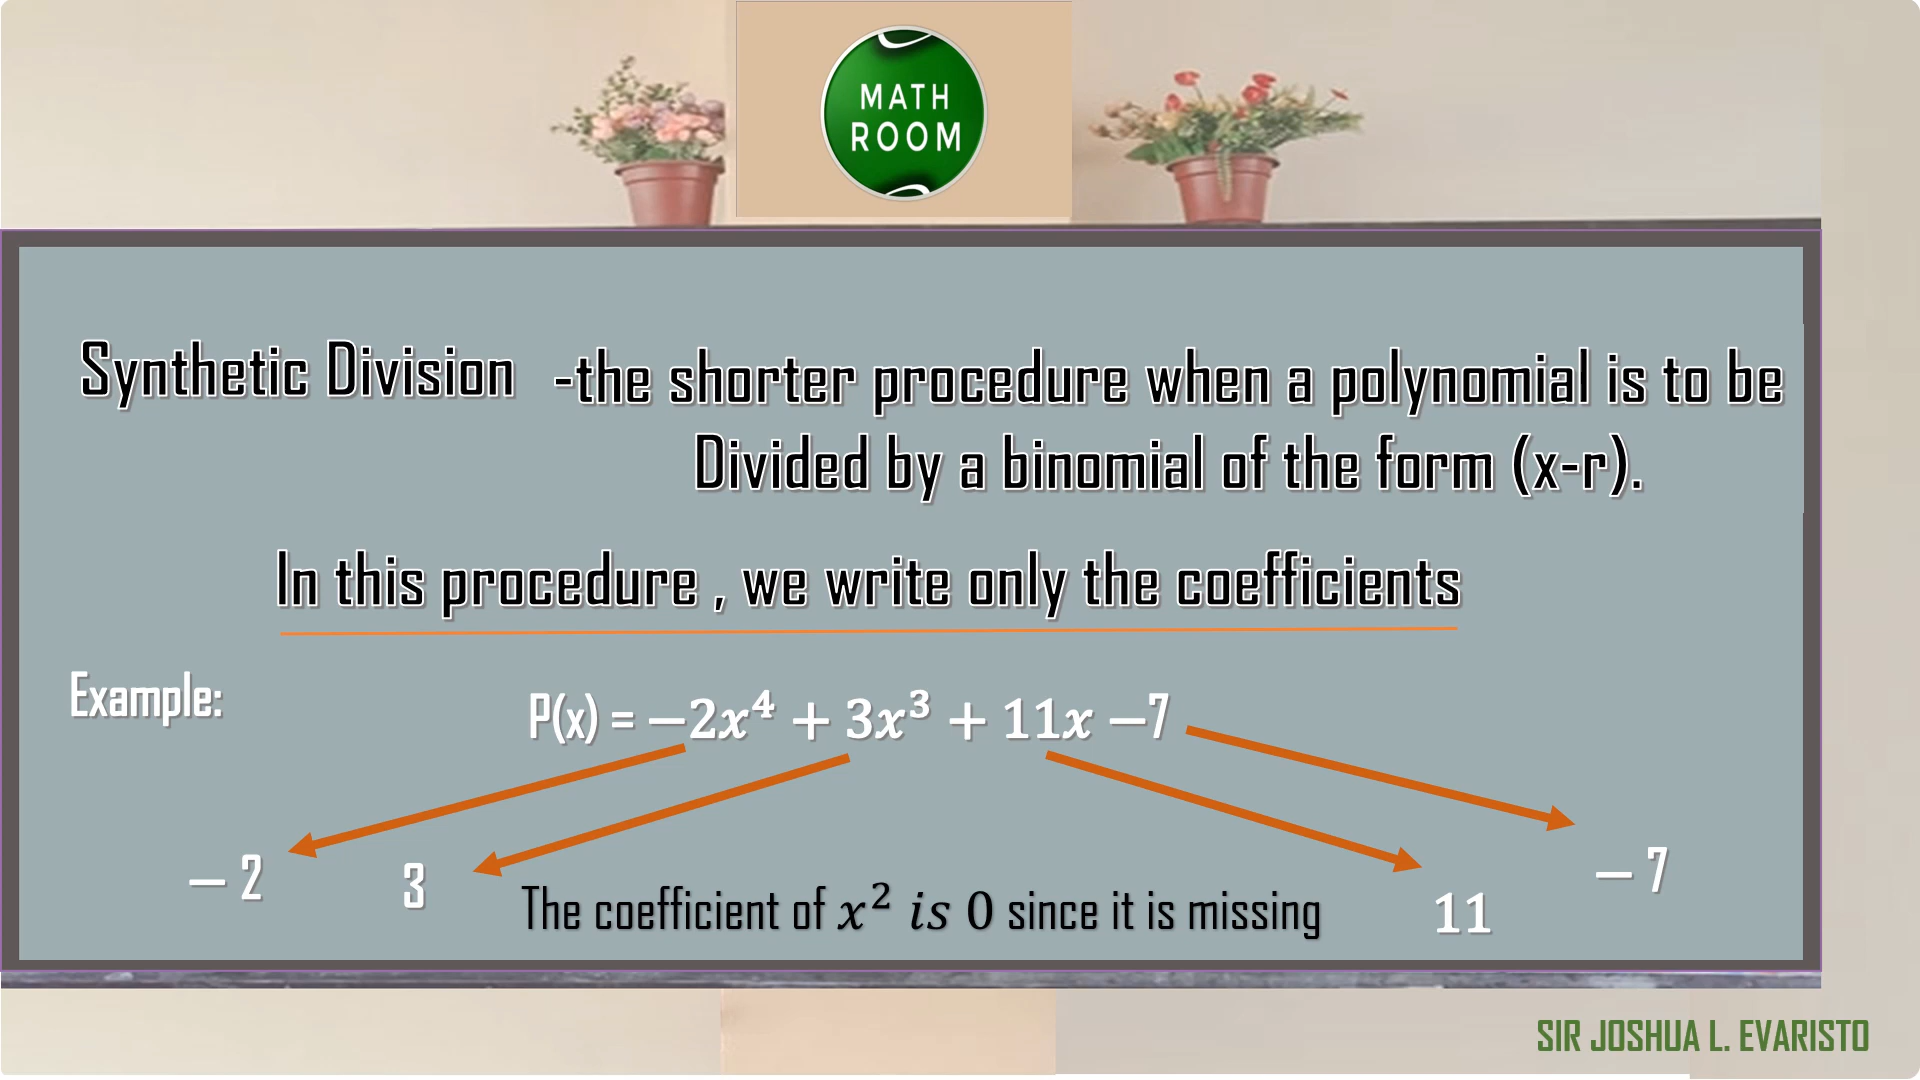 MATH
ROOM
Synthetic Division -the shorter procedure when a polynomial is to be
Divided by a binomial of the form (x-r).
In this procedure , we write only the coefficients
Example:
P(x) = −2x⁴ + 3x³ + 11x −7
− 2
3
The coefficient of x² is 0 since it is missing
11
− 7
SIR JOSHUA L. EVARISTO